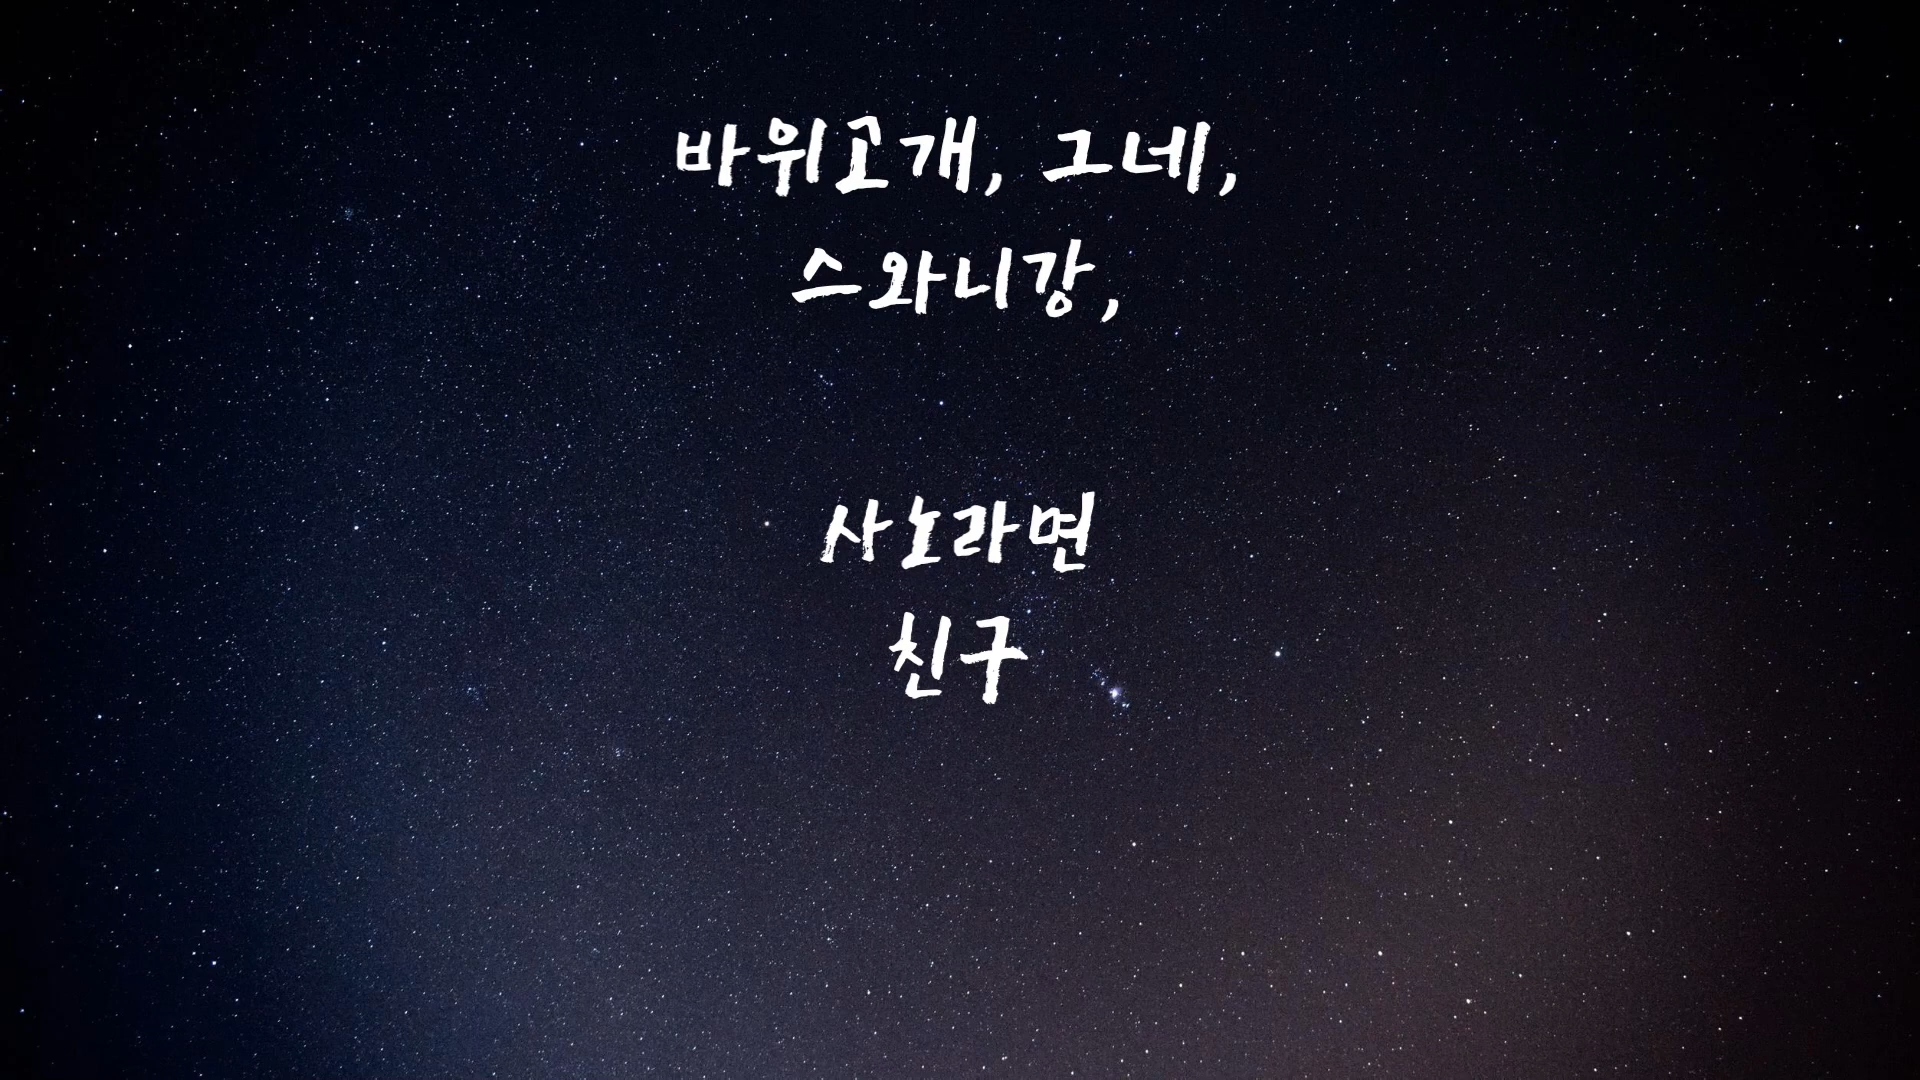 바위고개, 그네,
스와니강,
사노라면
친구